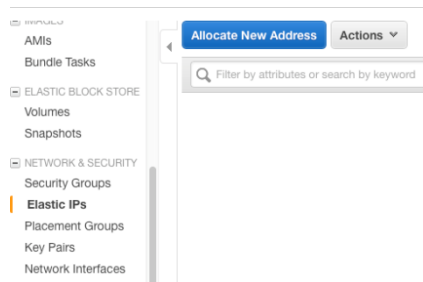 IMAGES
AMIs
Bundle Tasks
ELASTIC BLOCK STORE
Volumes
Snapshots
NETWORK & SECURITY
Security Groups
Elastic IPs
Placement Groups
Key Pairs
Network Interfaces
Allocate New Address
Actions
Filter by attributes or search by keyword